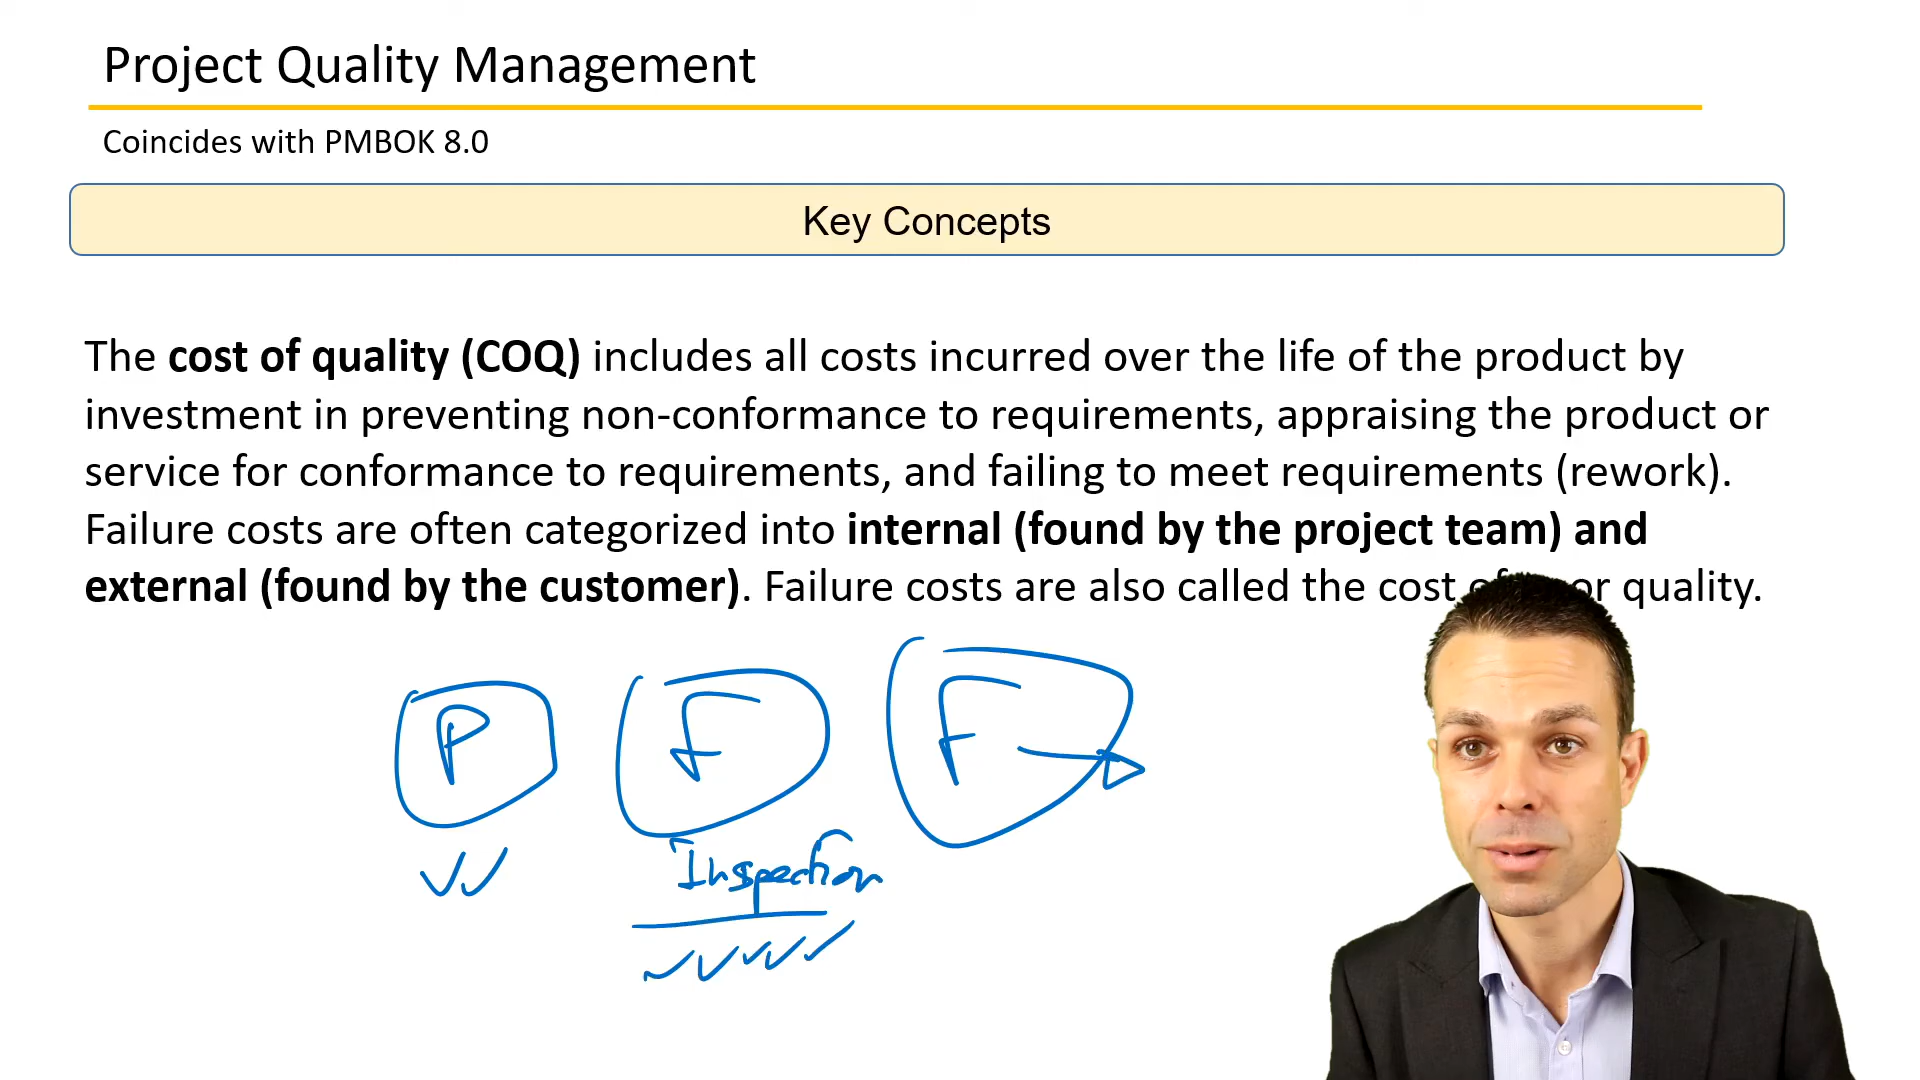 Project Quality Management
Coincides with PMBOK 8.0
Key Concepts
The cost of quality (COQ) includes all costs incurred over the life of the product by
investment in preventing non-conformance to requirements, appraising the product or
service for conformance to requirements, and failing to meet requirements (rework).
Failure costs are often categorized into internal (found by the project team) and
external (found by the customer). Failure costs are also called the cost quality.
P F F
Inspection